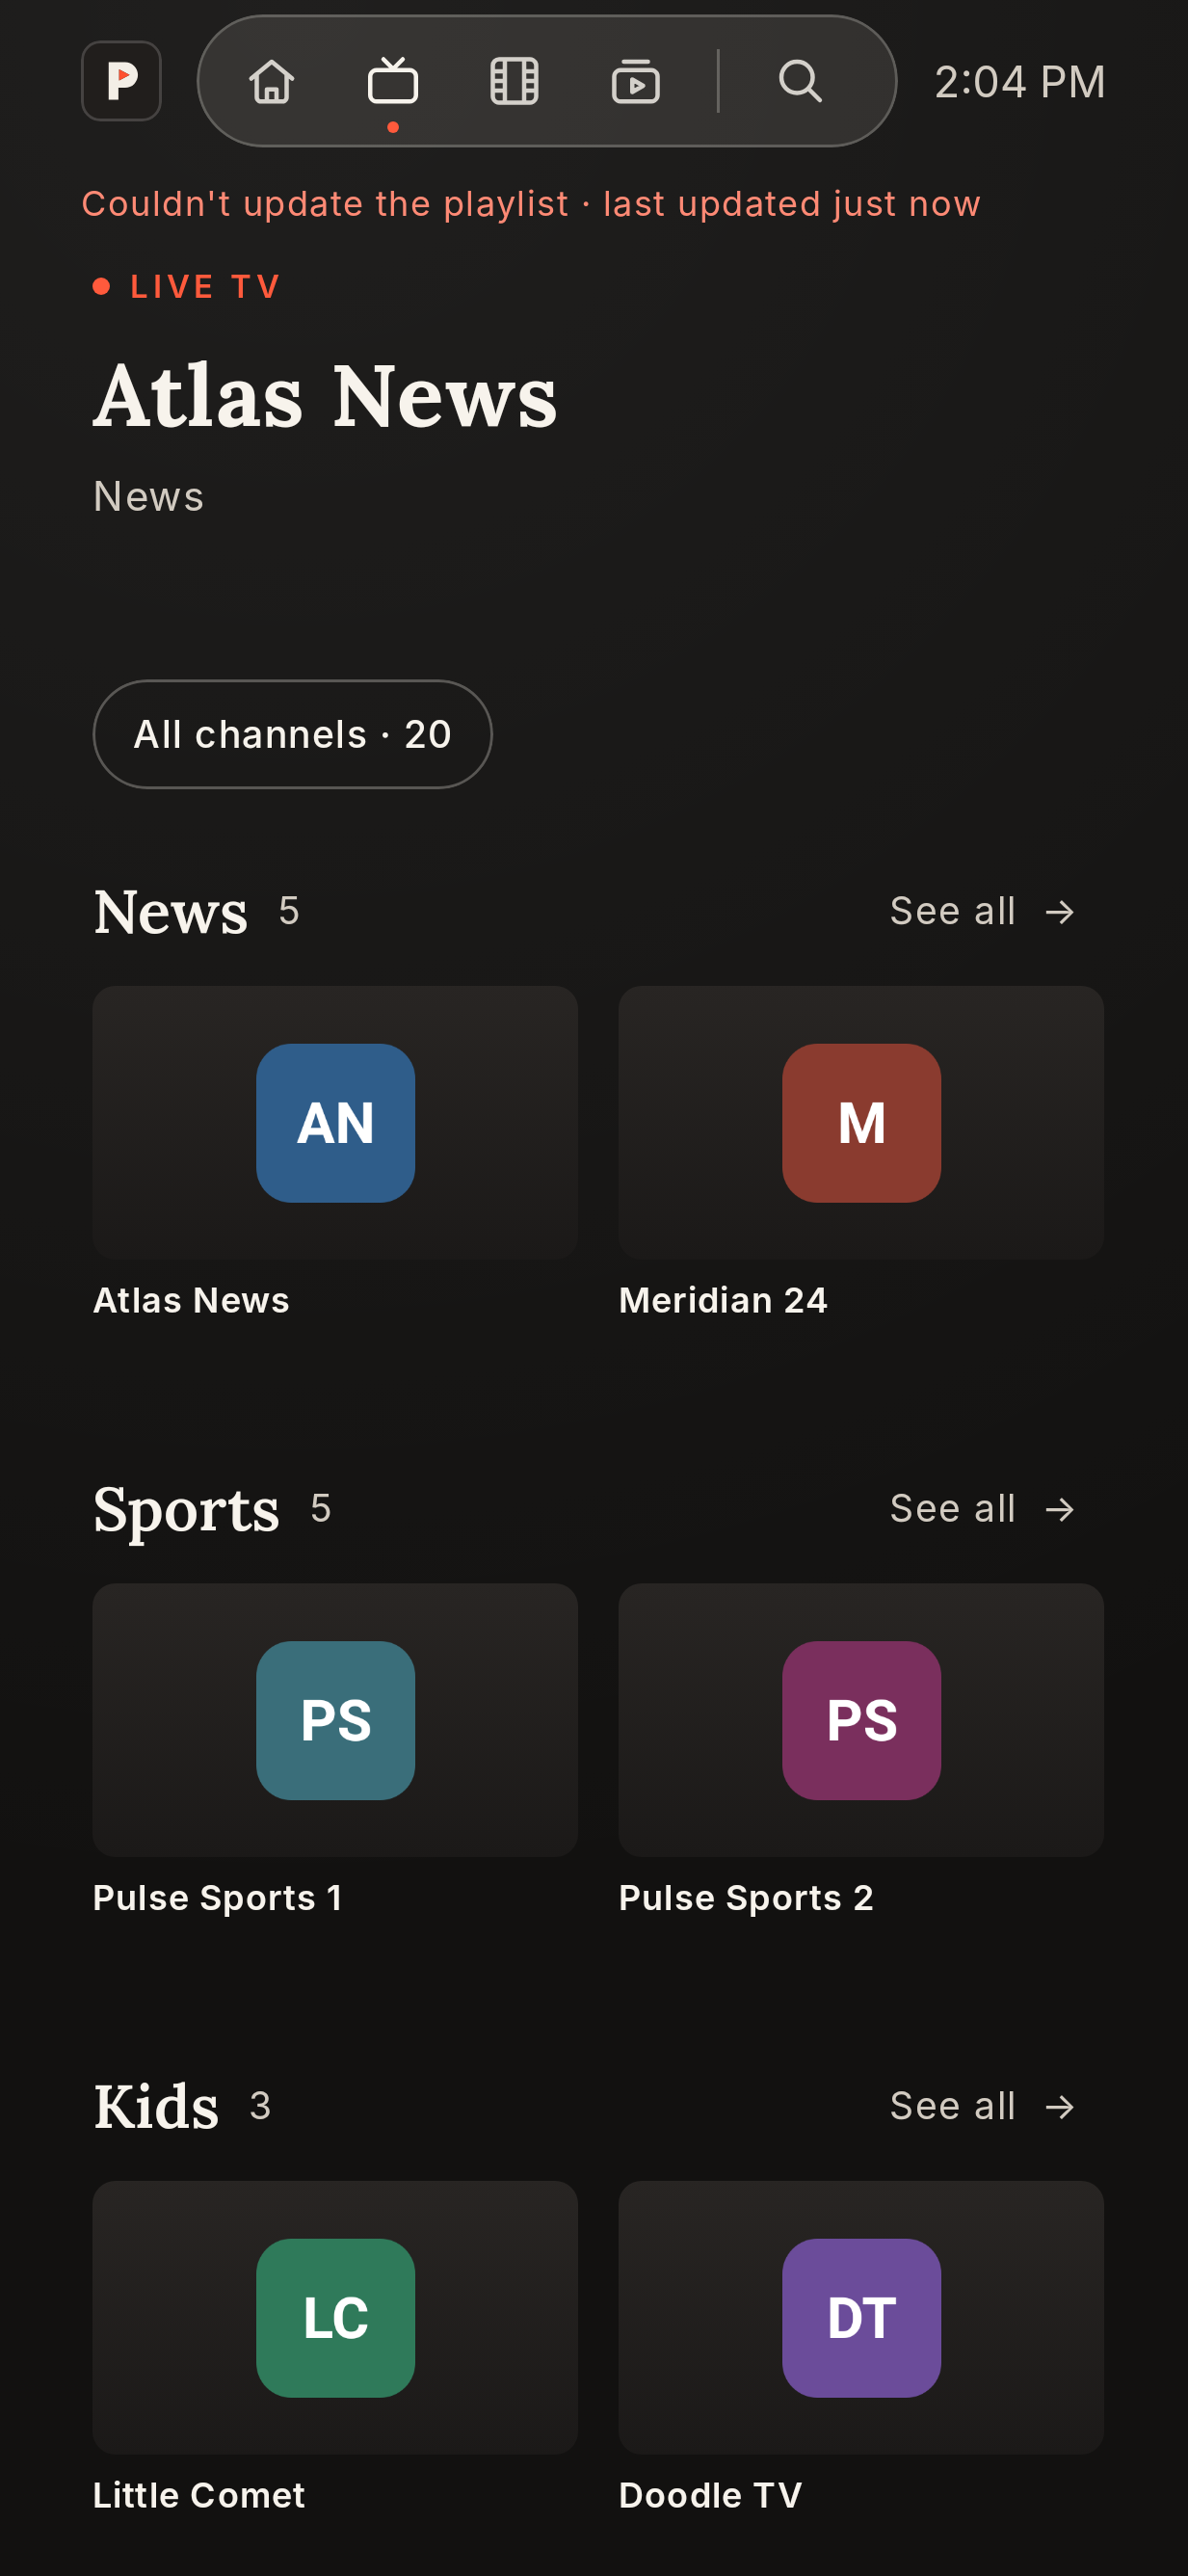 P
2:04 PM
Couldn't update the playlist · last updated just now
LIVE TV
Atlas News
News
All channels · 20
News 5 See all →
AN M
Atlas News Meridian 24
Sports 5 See all →
PS PS
Pulse Sports 1 Pulse Sports 2
Kids 3 See all →
LC DT
Little Comet Doodle TV